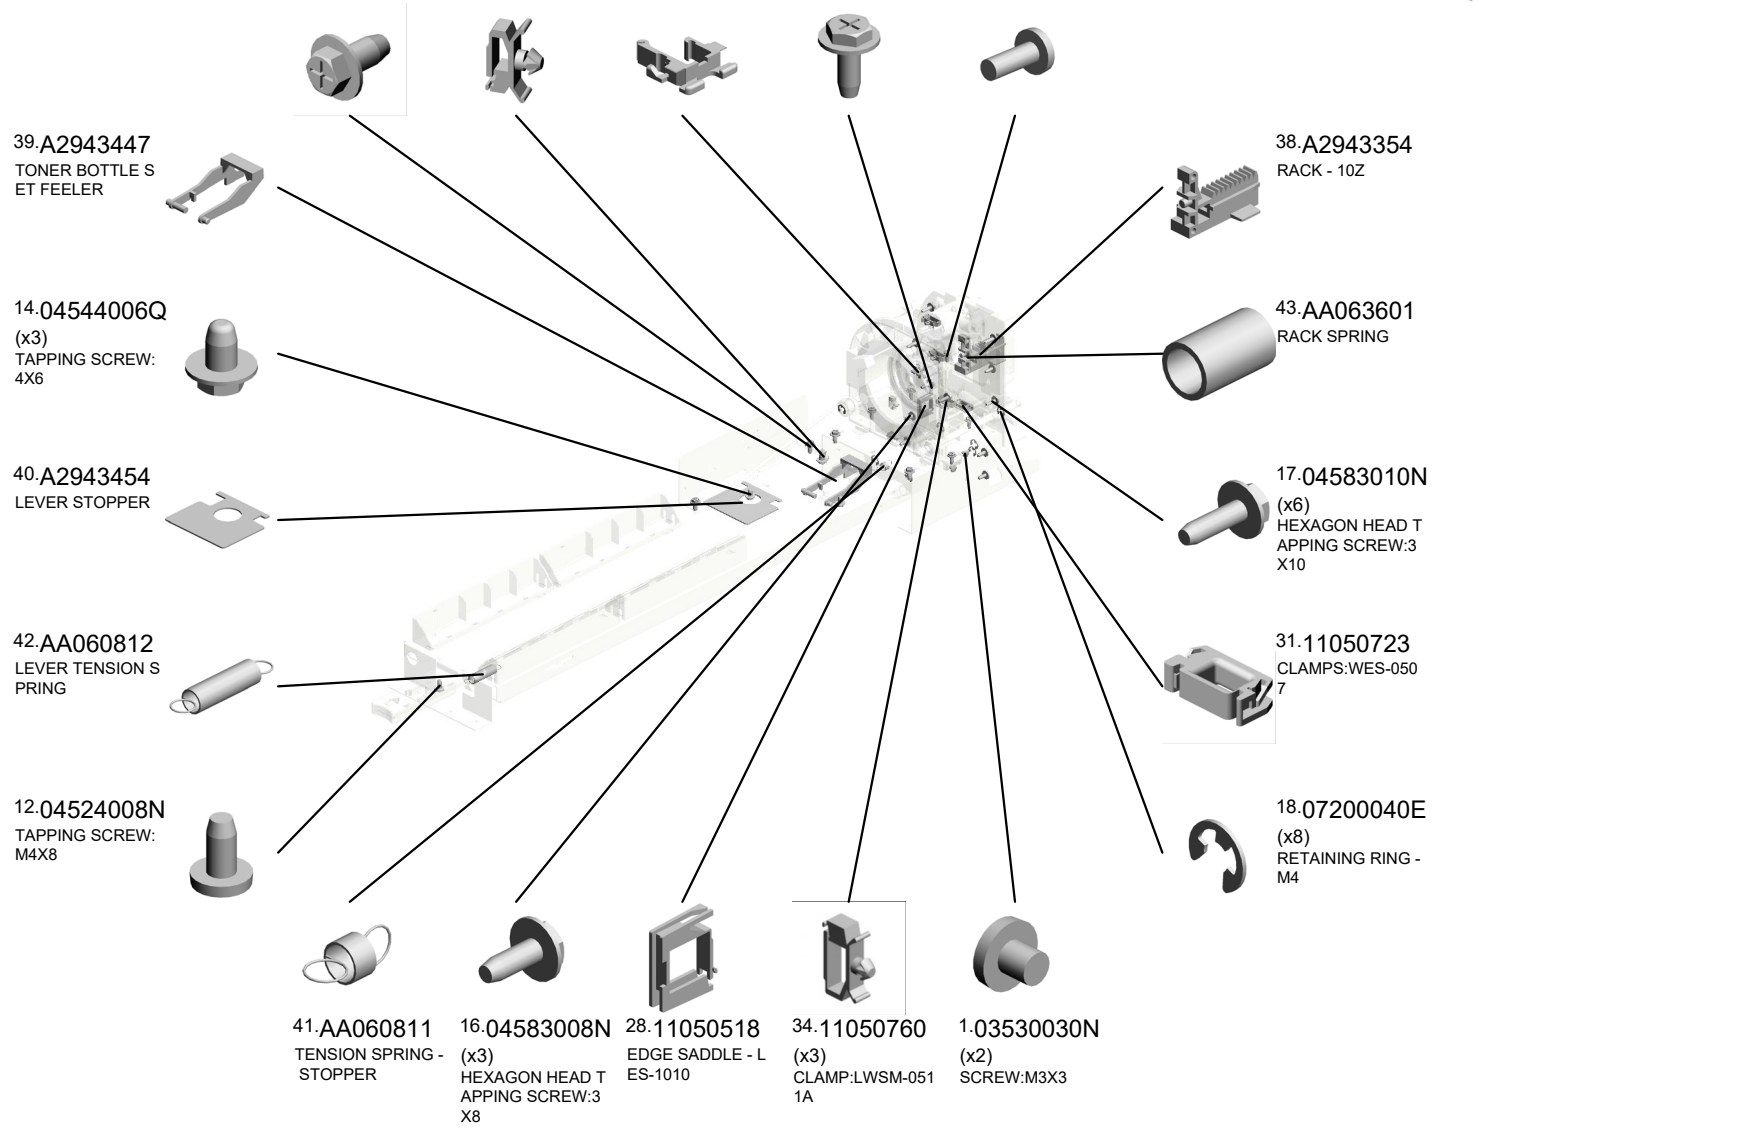 39.A2943447
TONER BOTTLE S
ET FEELER
38.A2943354
RACK - 10Z
14.04544006Q
(x3)
TAPPING SCREW:
4X6
43.AA063601
RACK SPRING
40.A2943454
LEVER STOPPER
17.04583010N
(x6)
HEXAGON HEAD T
APPING SCREW:3
X10
42.AA060812
LEVER TENSION S
PRING
31.11050723
CLAMPS:WES-050
7
12.04524008N
TAPPING SCREW:
M4X8
18.07200040E
(x8)
RETAINING RING -
M4
41.AA060811
TENSION SPRING -
STOPPER
16.04583008N
(x3)
HEXAGON HEAD T
APPING SCREW:3
X8
28.11050518
EDGE SADDLE - L
ES-1010
34.11050760
(x3)
CLAMP:LWSM-051
1A
1.03530030N
(x2)
SCREW:M3X3